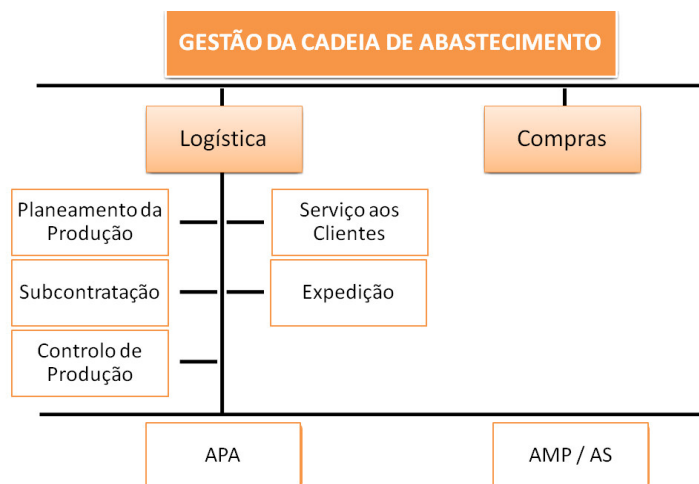 GESTÃO DA CADEIA DE ABASTECIMENTO
Logística
Compras
Planeamento da
Produção
Serviço aos
Clientes
Subcontratação
Expedição
Controlo de
Produção
APA
AMP / AS